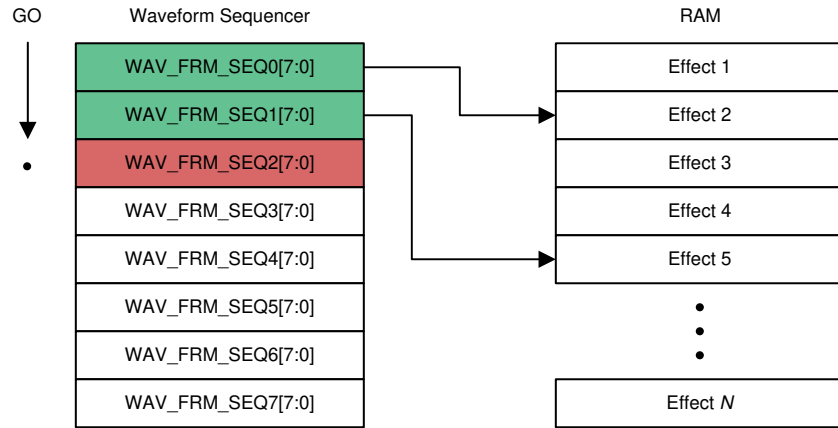 GO
Waveform Sequencer
RAM
WAV_FRM_SEQ0[7:0]
WAV_FRM_SEQ1[7:0]
WAV_FRM_SEQ2[7:0]
WAV_FRM_SEQ3[7:0]
WAV_FRM_SEQ4[7:0]
WAV_FRM_SEQ5[7:0]
WAV_FRM_SEQ6[7:0]
WAV_FRM_SEQ7[7:0]
Effect 1
Effect 2
Effect 3
Effect 4
Effect 5
Effect N